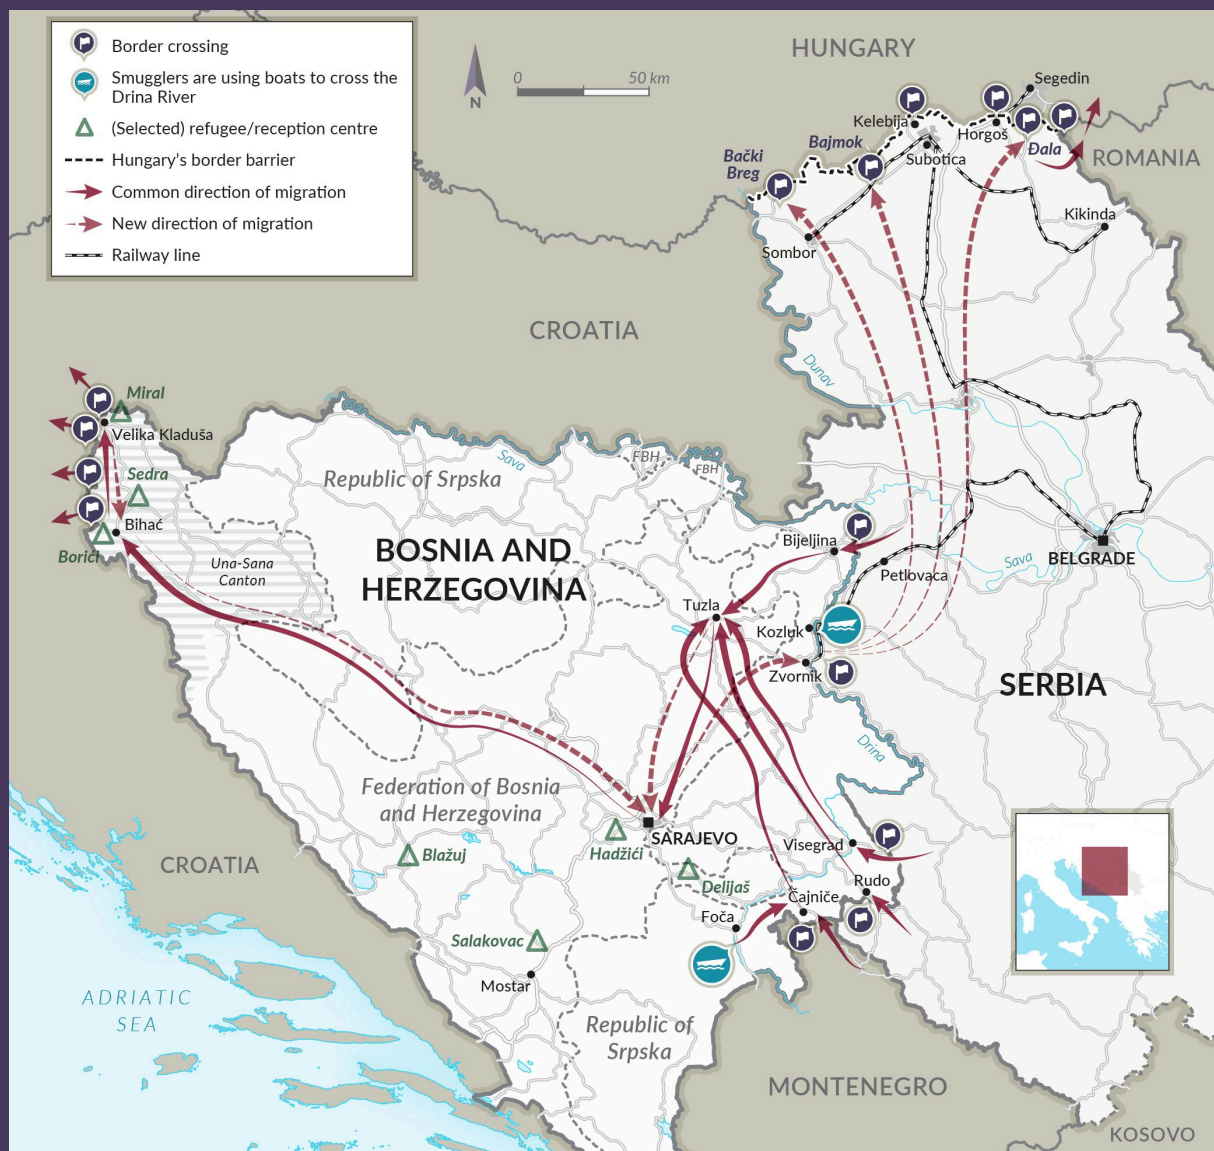 Border crossing
Smugglers are using boats to cross the
Drina River
(Selected) refugee/reception centre
Hungary's border barrier
Common direction of migration
New direction of migration
Railway line
N
0
50 km
HUNGARY
Segedin
Kelebija
Horgoš
Đala
Bajmok
Subotica
ROMANIA
Bački
Breg
Kikinda
Sombor
CROATIA
Dunav
Miral
Velika Kladuša
Sava
FBH
FBH
Republic of Srpska
Sedra
Bihać
Borići
Una-Sana
Canton
BOSNIA AND
HERZEGOVINA
Bijeljina
Petlovaca
Sava
BELGRADE
Tuzla
Kozluk
Zvornik
SERBIA
Drina
Federation of Bosnia
and Herzegovina
SARAJEVO
Hadžići
Blažuj
Delijaš
Visegrad
Rudo
Čajniče
Foča
CROATIA
Salakovac
Mostar
ADRIATIC
SEA
Republic of
Srpska
MONTENEGRO
KOSOVO